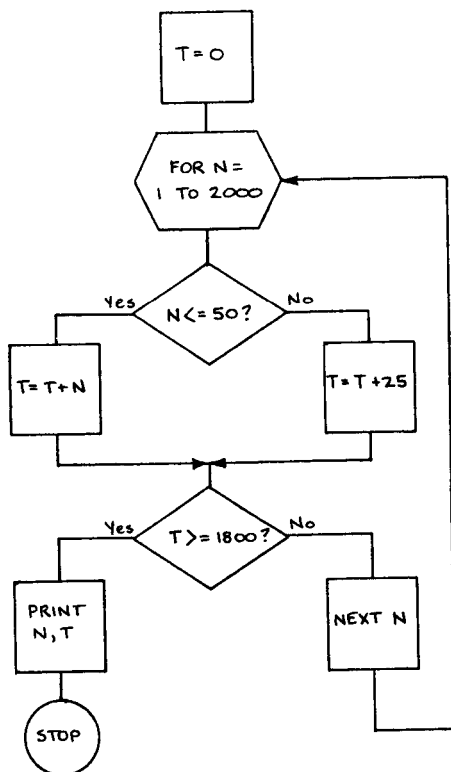 T=0
FOR N=
1 TO 2000
Yes
N<=50?
No
T=T+N
T=T+25
Yes
T>=1800?
No
PRINT
N,T
NEXT N
STOP